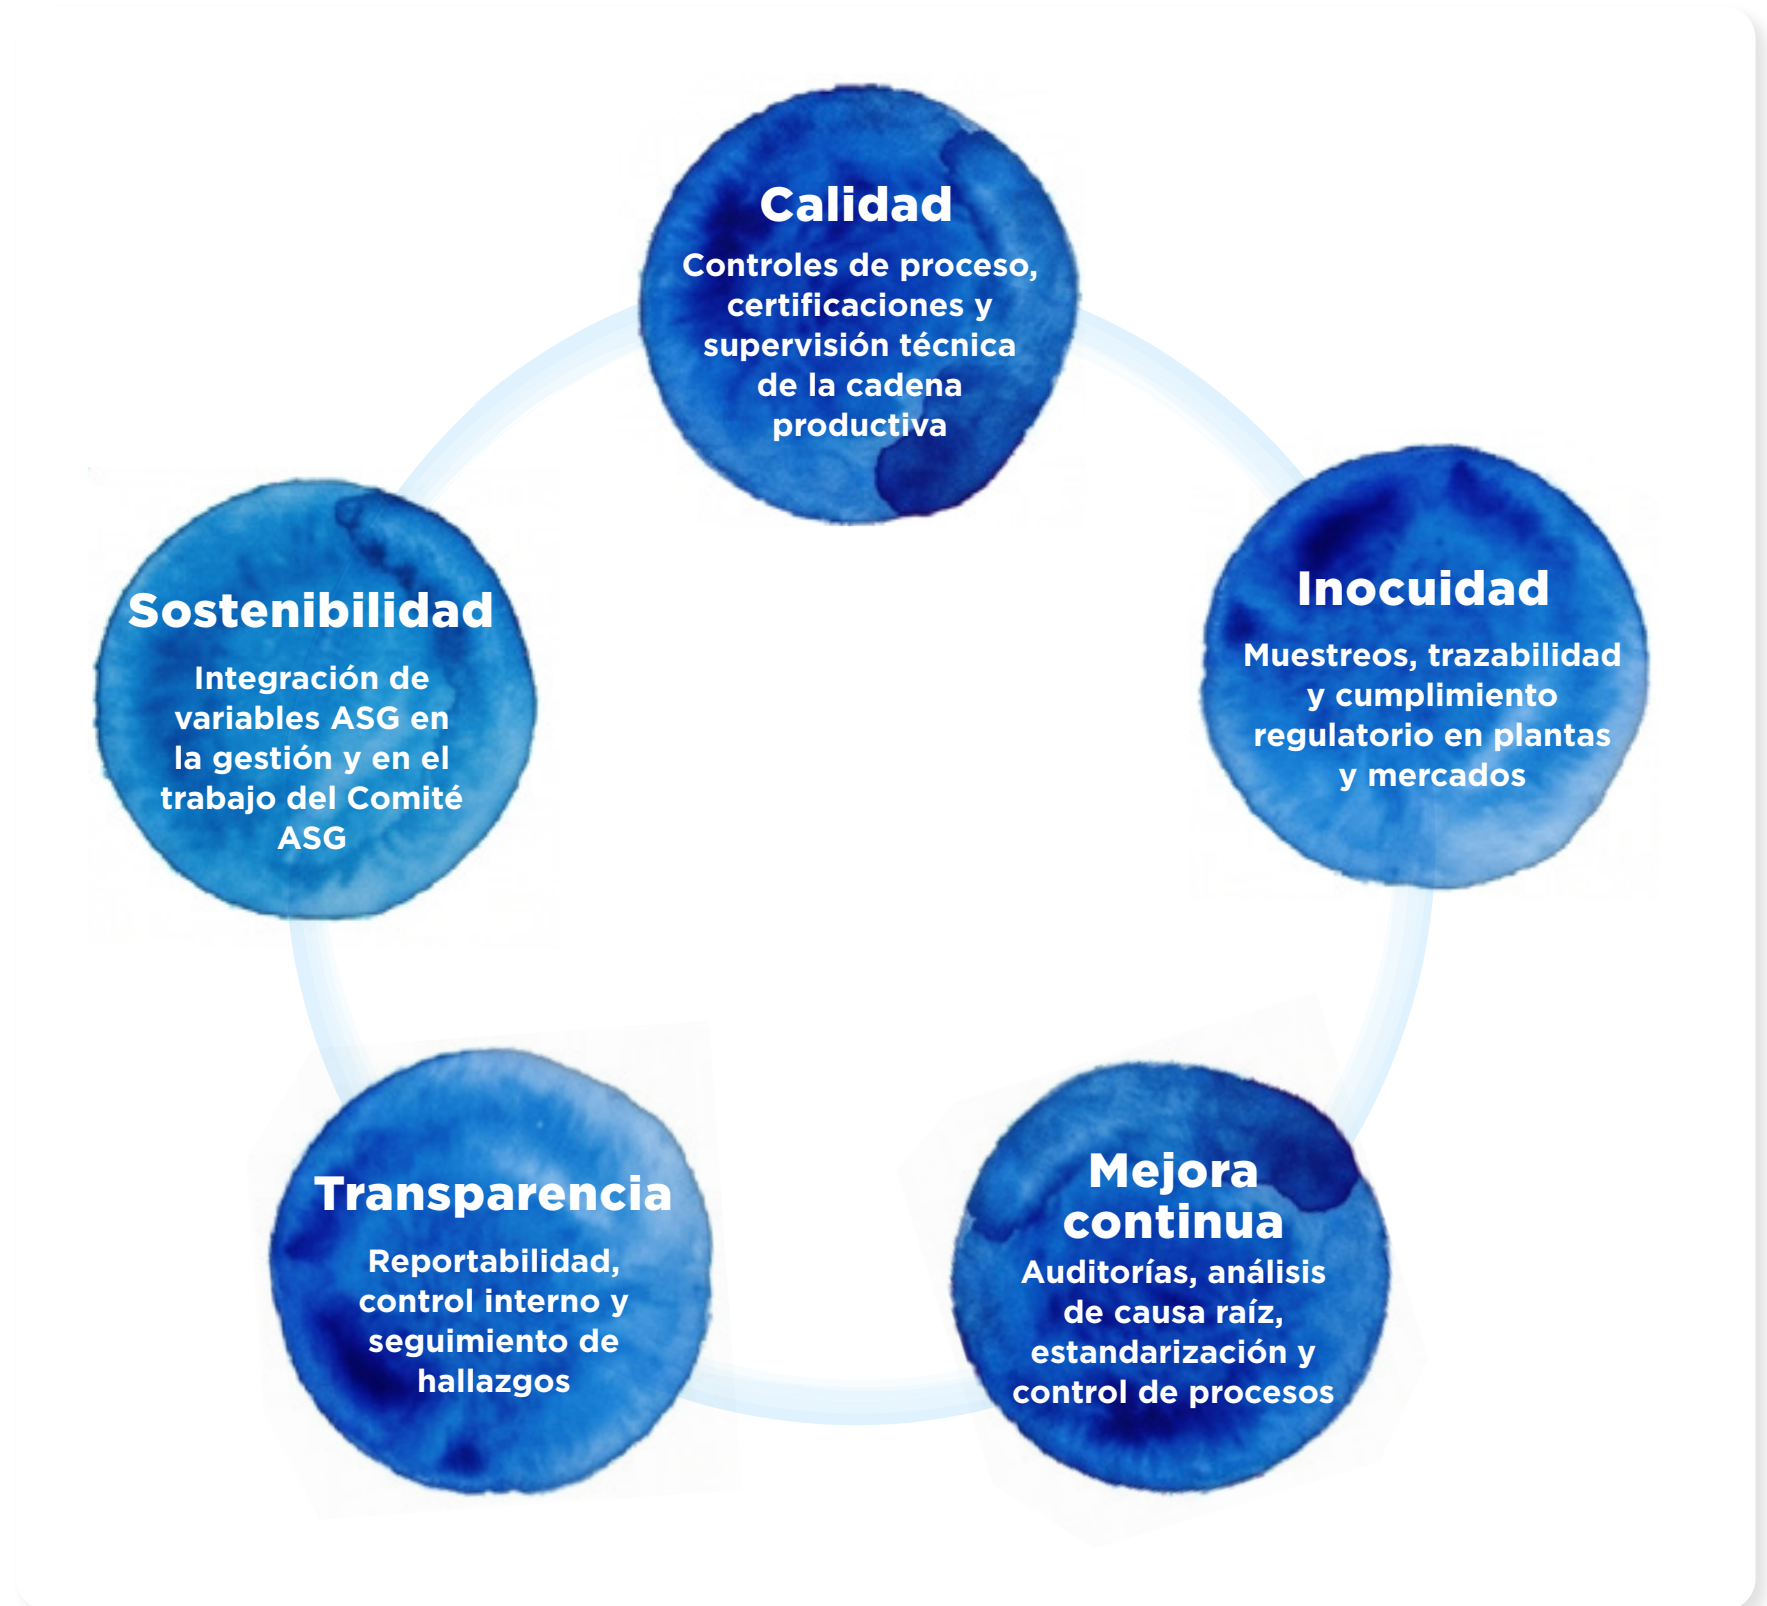 Calidad
Controles de proceso,
certificaciones y
supervisión técnica
de la cadena
productiva
Inocuidad
Muestreos, trazabilidad
y cumplimiento
regulatorio en plantas
y mercados
Mejora
continua
Auditorías, análisis
de causa raíz,
estandarización y
control de procesos
Transparencia
Reportabilidad,
control interno y
seguimiento de
hallazgos
Sostenibilidad
Integración de
variables ASG en
la gestión y en el
trabajo del Comité
ASG